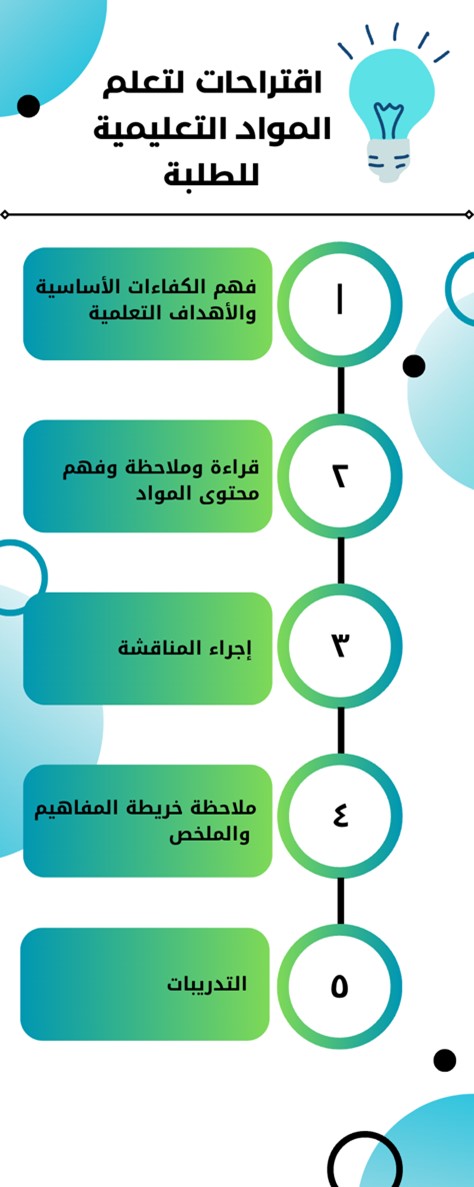 اقتراحات لتعلم
المواد التعليمية
للطلبة
١
فهم الكفاءات الأساسية
والأهداف التعلمية
٢
قراءة وملاحظة وفهم
محتوى المواد
٣
إجراء المناقشة
٤
ملاحظة خريطة المفاهيم
والملخص
٥
التدريبات